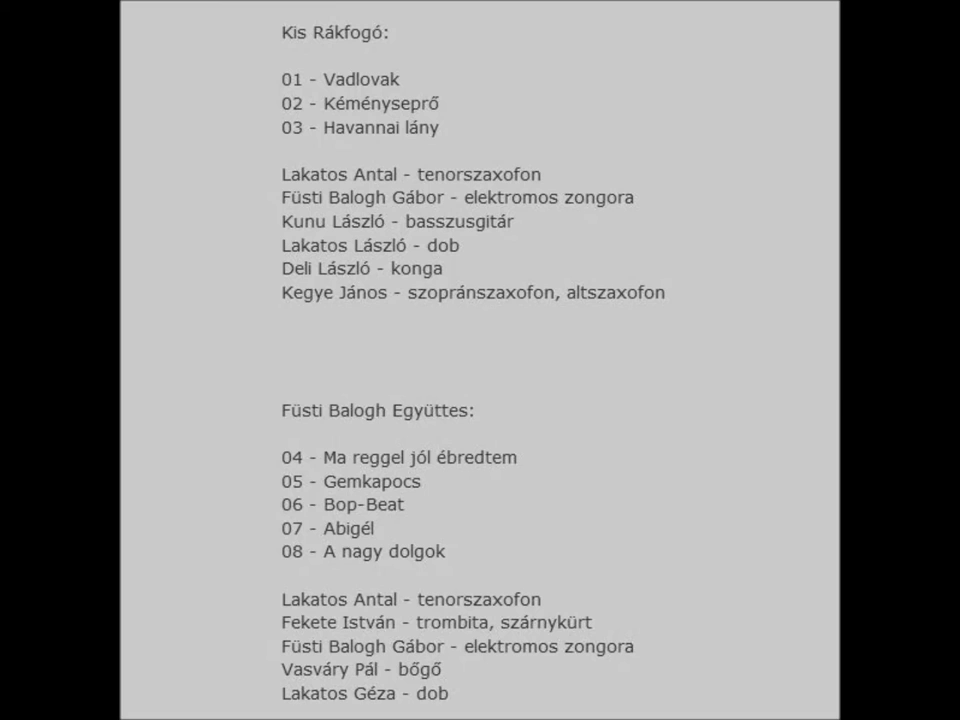 Kis Rákfogó:
01 - Vadlovak
02 - Kéményseprő
03 - Havannai lány
Lakatos Antal - tenorszaxofon
Füsti Balogh Gábor - elektromos zongora
Kunu László - basszusgitár
Lakatos László - dob
Deli László - konga
Kegye János - szopránszaxofon, altszaxofon
Füsti Balogh Együttes:
04 - Ma reggel jól ébredtem
05 - Gemkapocs
06 - Bop-Beat
07 - Abigél
08 - A nagy dolgok
Lakatos Antal - tenorszaxofon
Fekete István - trombita, szárnykürt
Füsti Balogh Gábor - elektromos zongora
Vasváry Pál - bőgő
Lakatos Géza - dob